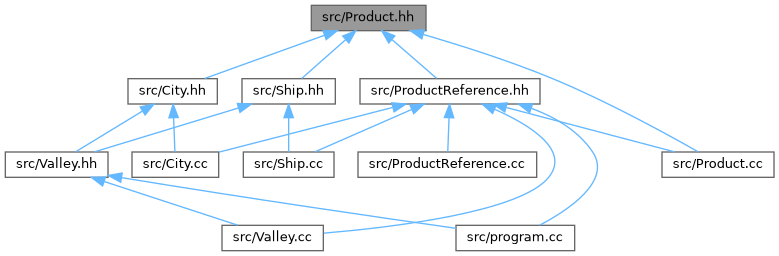 src/Product.hh
src/City.hh
src/Ship.hh
src/ProductReference.hh
src/Valley.hh
src/City.cc
src/Ship.cc
src/ProductReference.cc
src/Product.cc
src/Valley.cc
src/program.cc